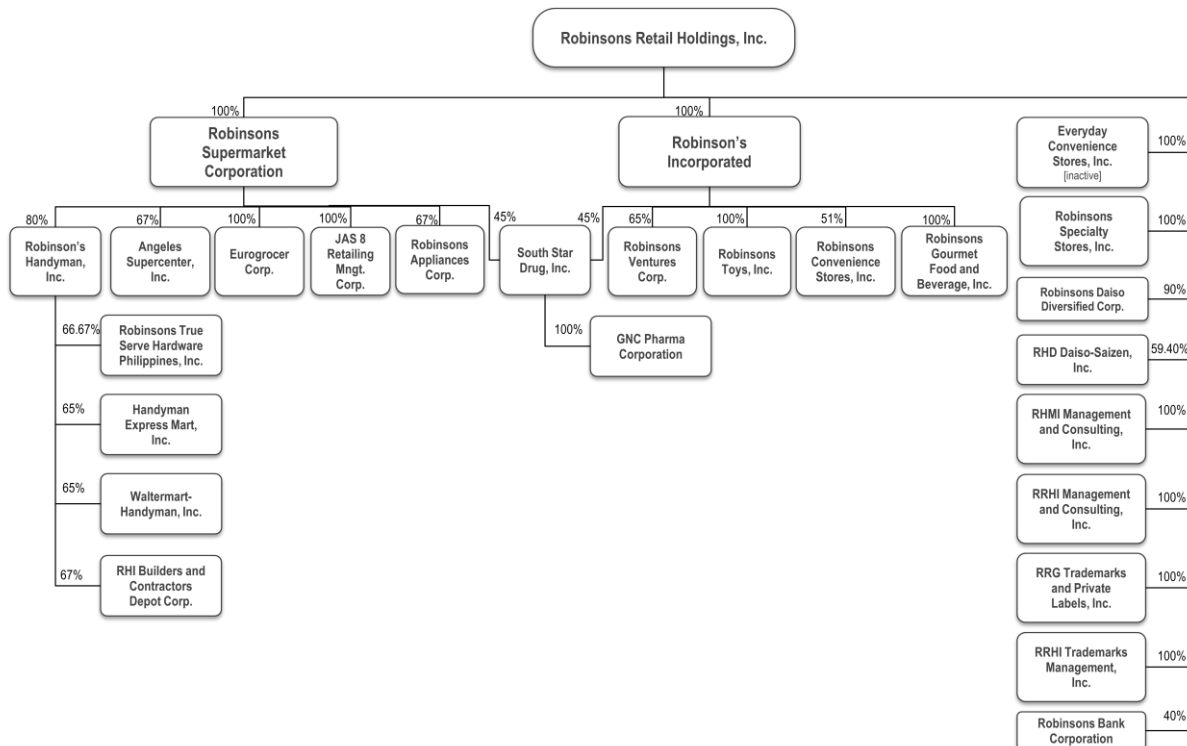 Robinsons Retail Holdings, Inc.
100%
Robinsons
Supermarket
Corporation
100%
Robinson's
Incorporated
80%
Robinson's
Handyman,
Inc.
67%
Angeles
Supercenter,
Inc.
100%
Eurogrocer
Corp.
100%
JAS 8
Retailing
Mngt.
Corp.
67%
Robinsons
Appliances
Corp.
45%
45%
South Star
Drug, Inc.
65%
Robinsons
Ventures
Corp.
100%
Robinsons
Toys, Inc.
51%
Robinsons
Convenience
Stores, Inc.
100%
Robinsons
Gourmet
Food and
Beverage, Inc.
66.67%
Robinsons True
Serve Hardware
Philippines, Inc.
65%
Handyman
Express Mart,
Inc.
65%
Waltermart-
Handyman, Inc.
67%
RHI Builders and
Contractors
Depot Corp.
100%
GNC Pharma
Corporation
Everyday
Convenience
Stores, Inc.
[inactive]
100%
Robinsons
Specialty
Stores, Inc.
100%
Robinsons Daiso
Diversified Corp.
90%
RHD Daiso-Saizen,
Inc.
59.40%
RHMI Management
and Consulting,
Inc.
100%
RRHI Management
and Consulting,
Inc.
100%
RRG Trademarks
and Private
Labels, Inc.
100%
RRHI Trademarks
Management,
Inc.
100%
Robinsons Bank
Corporation
40%